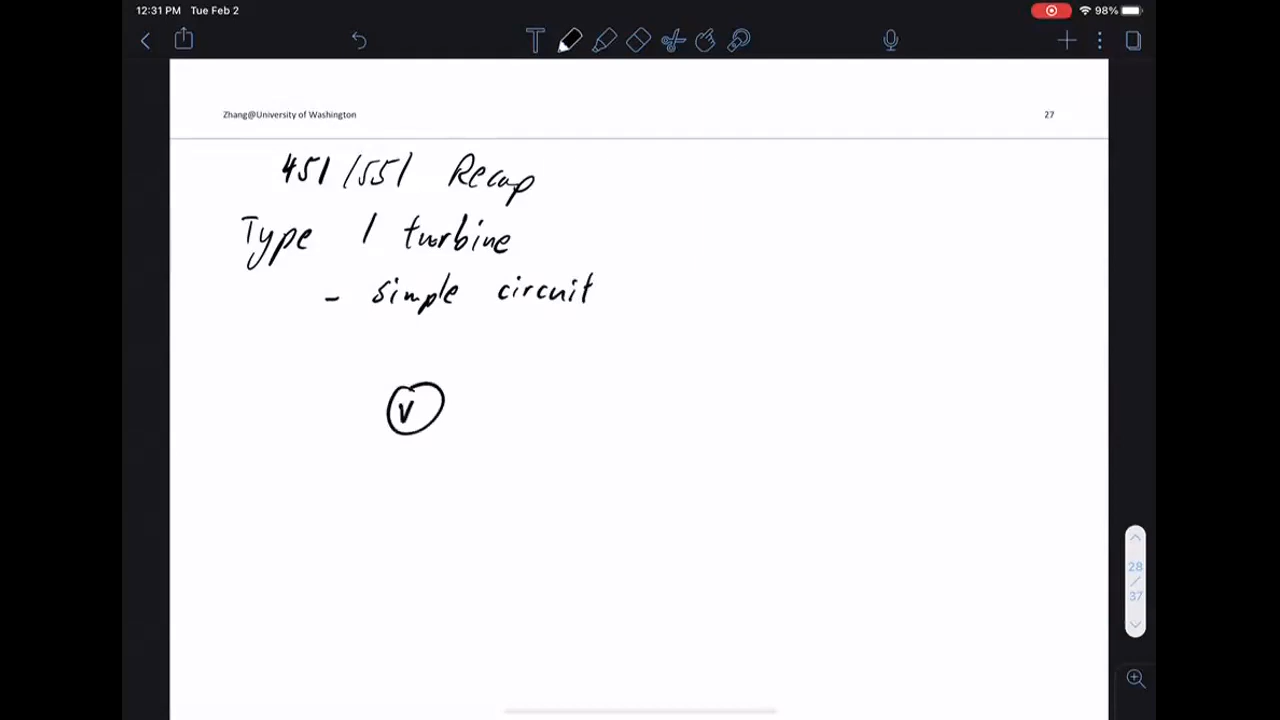 12:31 PM Tue Feb 2
98%
Zhang@University of Washington
27
451/551 Recap
Type 1 turbine
- simple circuit
V
28
/
37